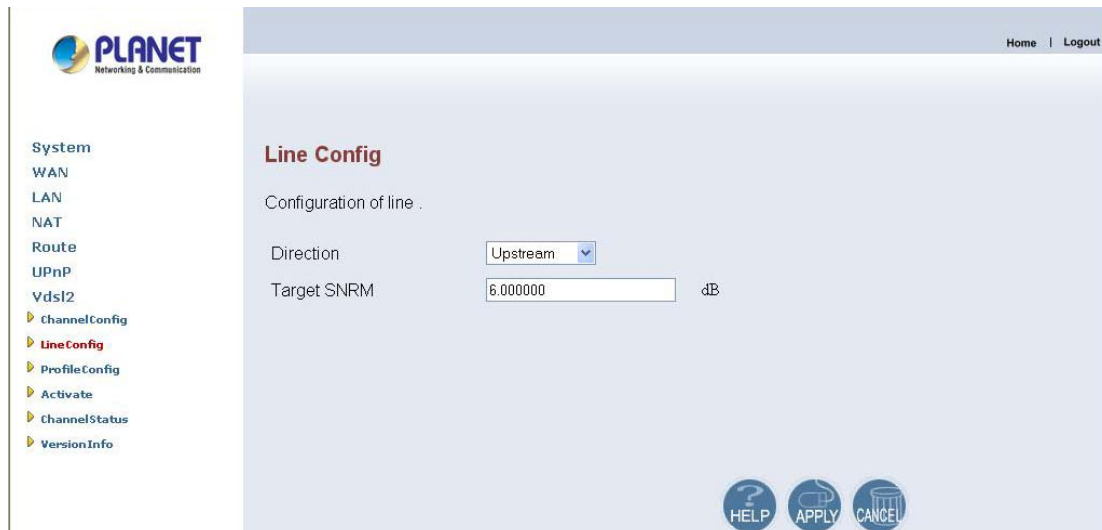 PLANET
Networking & Communication
Home | Logout
System
WAN
LAN
NAT
Route
UPnP
Vdsl2
ChannelConfig
LineConfig
ProfileConfig
Activate
ChannelStatus
VersionInfo
Line Config
Configuration of line .
Direction Upstream
Target SNRM 6.000000 dB
HELP APPLY CANCEL